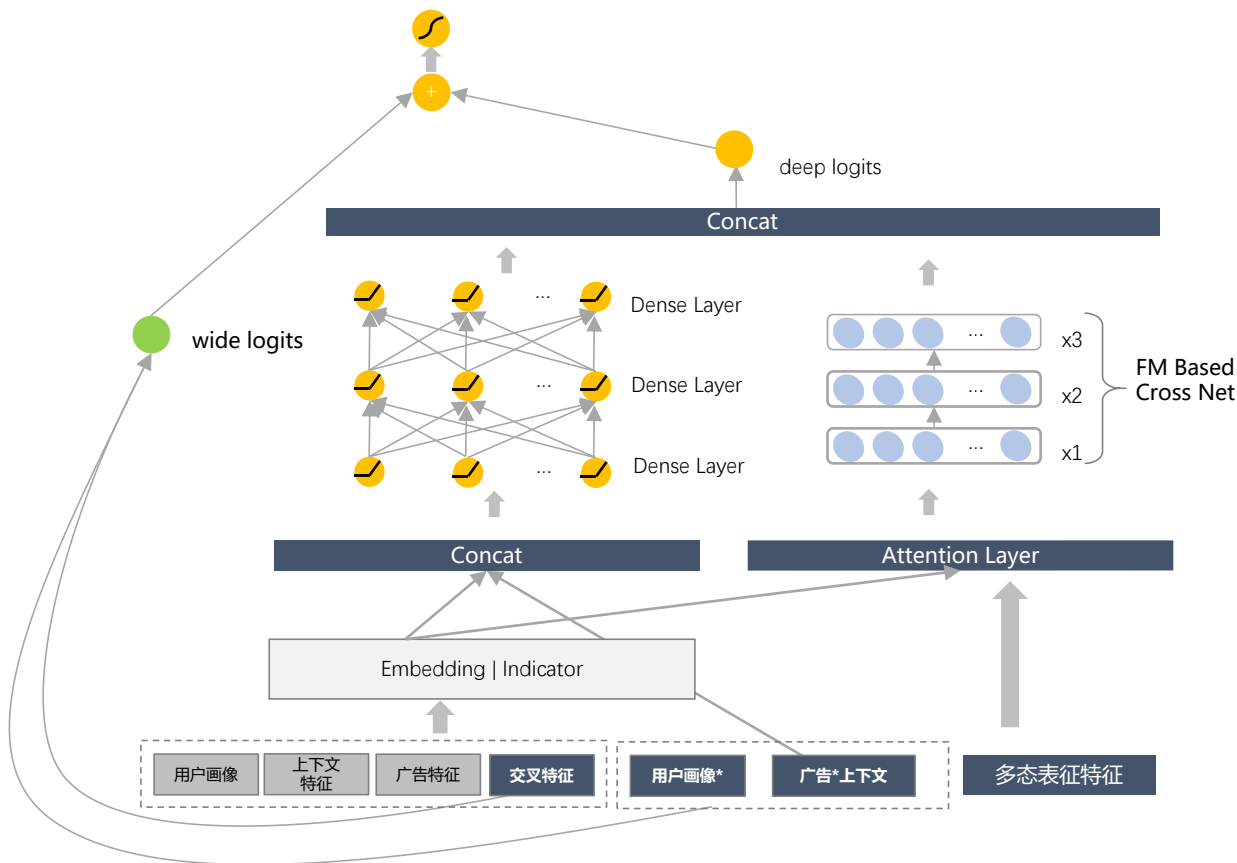 +
deep logits
Concat
... Dense Layer
wide logits
... x3
... Dense Layer
... x2
FM Based
Cross Net
... Dense Layer
... x1
Concat
Attention Layer
Embedding | Indicator
用户画像
上下文
特征
广告特征
交叉特征
用户画像*
广告*上下文
多态表征特征